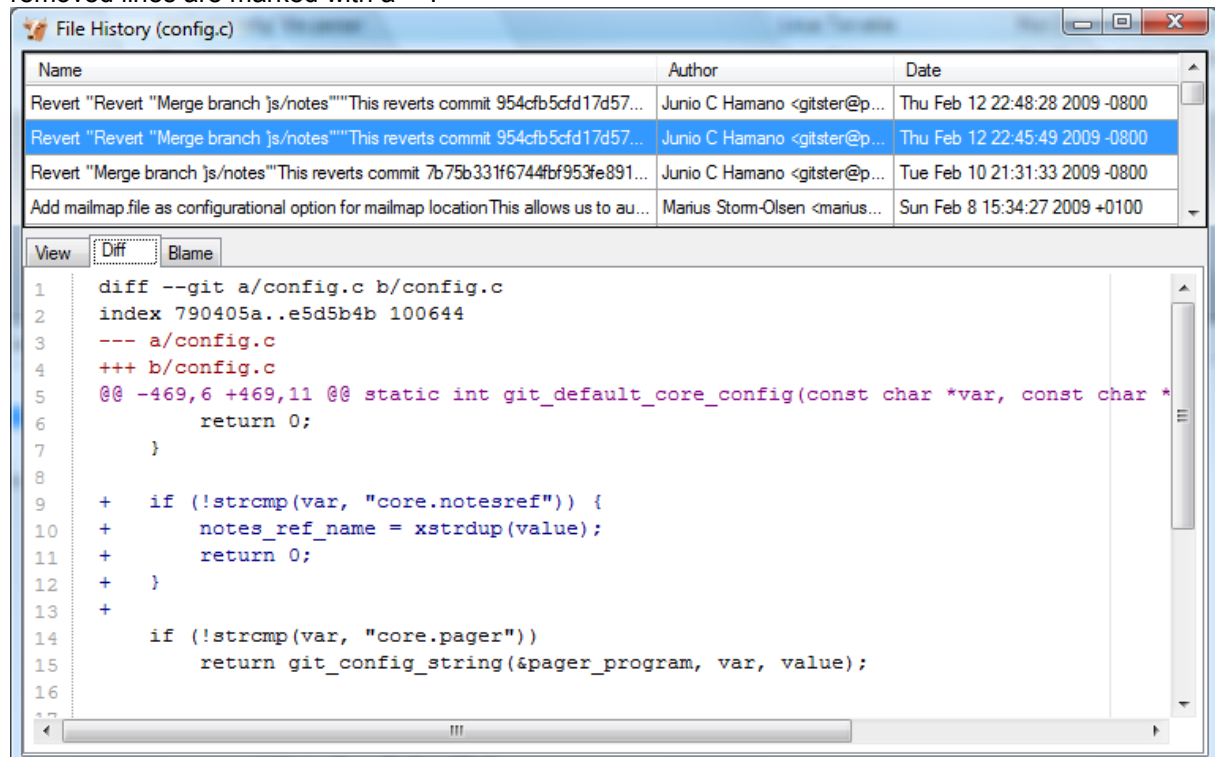 removed lines are marked with a
File History (config.c)
Name Author Date
Revert "Revert "Merge branch 'js/notes'""This reverts commit 954cfb5cfd17d57... Junio C Hamano <gitster@p... Thu Feb 12 22:48:28 2009 -0800
Revert "Revert "Merge branch 'js/notes'""This reverts commit 954cfb5cfd17d57... Junio C Hamano <gitster@p... Thu Feb 12 22:45:49 2009 -0800
Revert "Merge branch 'js/notes'"This reverts commit 7b75b331f6744fbf953fe891... Junio C Hamano <gitster@p... Tue Feb 10 21:31:33 2009 -0800
Add mailmap.file as configurational option for mailmap locationThis allows us to au... Marius Storm-Olsen <marius... Sun Feb 8 15:34:27 2009 +0100
View Diff Blame
1 diff --git a/config.c b/config.c
2 index 790405a..e5d5b4b 100644
3 --- a/config.c
4 +++ b/config.c
5 @@ -469,6 +469,11 @@ static int git_default_core_config(const char *var, const char *
6 return 0;
7 }
8
9 + if (!strcmp(var, "core.notesref")) {
10 + notes_ref_name = xstrdup(value);
11 + return 0;
12 + }
13 +
14 if (!strcmp(var, "core.pager"))
15 return git_config_string(&pager_program, var, value);
16